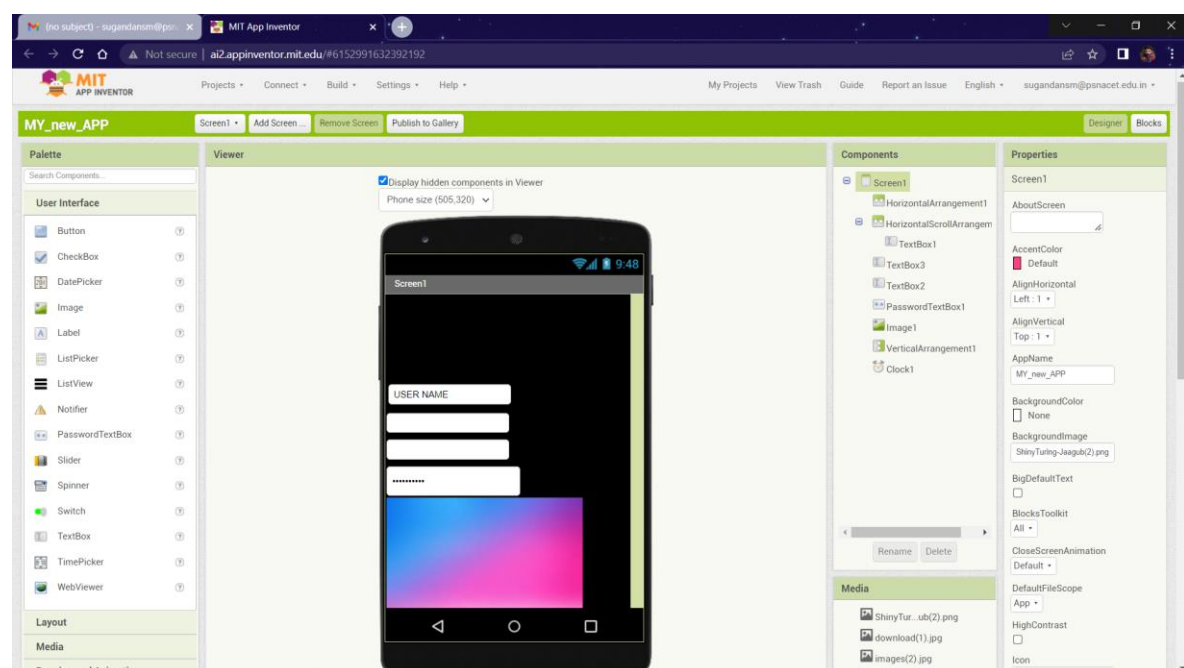 (no subject) - sugandansm@psn
MIT App Inventor
Not secure | ai2.appinventor.mit.edu/#6152991632392192
MIT
APP INVENTOR
Projects
Connect
Build
Settings
Help
My Projects
View Trash
Guide
Report an Issue
English
sugandansm@psnacet.edu.in
MY_new_APP
Screen1
Add Screen ...
Remove Screen
Publish to Gallery
Designer
Blocks
Palette
Search Components...
User Interface
Button
CheckBox
DatePicker
Image
Label
ListPicker
ListView
Notifier
PasswordTextBox
Slider
Spinner
Switch
TextBox
TimePicker
WebViewer
Layout
Media
Viewer
Display hidden components in Viewer
Phone size (505,320)
9:48
Screen1
USER NAME
••••••••••
Components
Screen1
HorizontalArrangement1
HorizontalScrollArrangem
TextBox1
TextBox3
TextBox2
PasswordTextBox1
Image1
VerticalArrangement1
Clock1
Rename
Delete
Media
ShinyTur...ub(2).png
download(1).jpg
images(2).jpg
Properties
Screen1
AboutScreen
AccentColor
Default
AlignHorizontal
Left : 1
AlignVertical
Top : 1
AppName
MY_new_APP
BackgroundColor
None
BackgroundImage
ShinyTuring-Jaagub(2).png
BigDefaultText
BlocksToolkit
All
CloseScreenAnimation
Default
DefaultFileScope
App
HighContrast
Icon